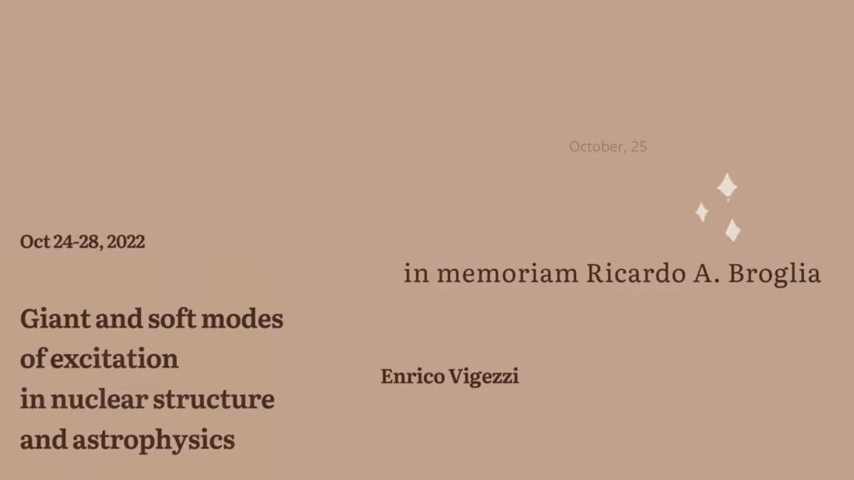 October, 25
Oct 24-28, 2022
in memoriam Ricardo A. Broglia
Giant and soft modes
of excitation
in nuclear structure
and astrophysics
Enrico Vigezzi